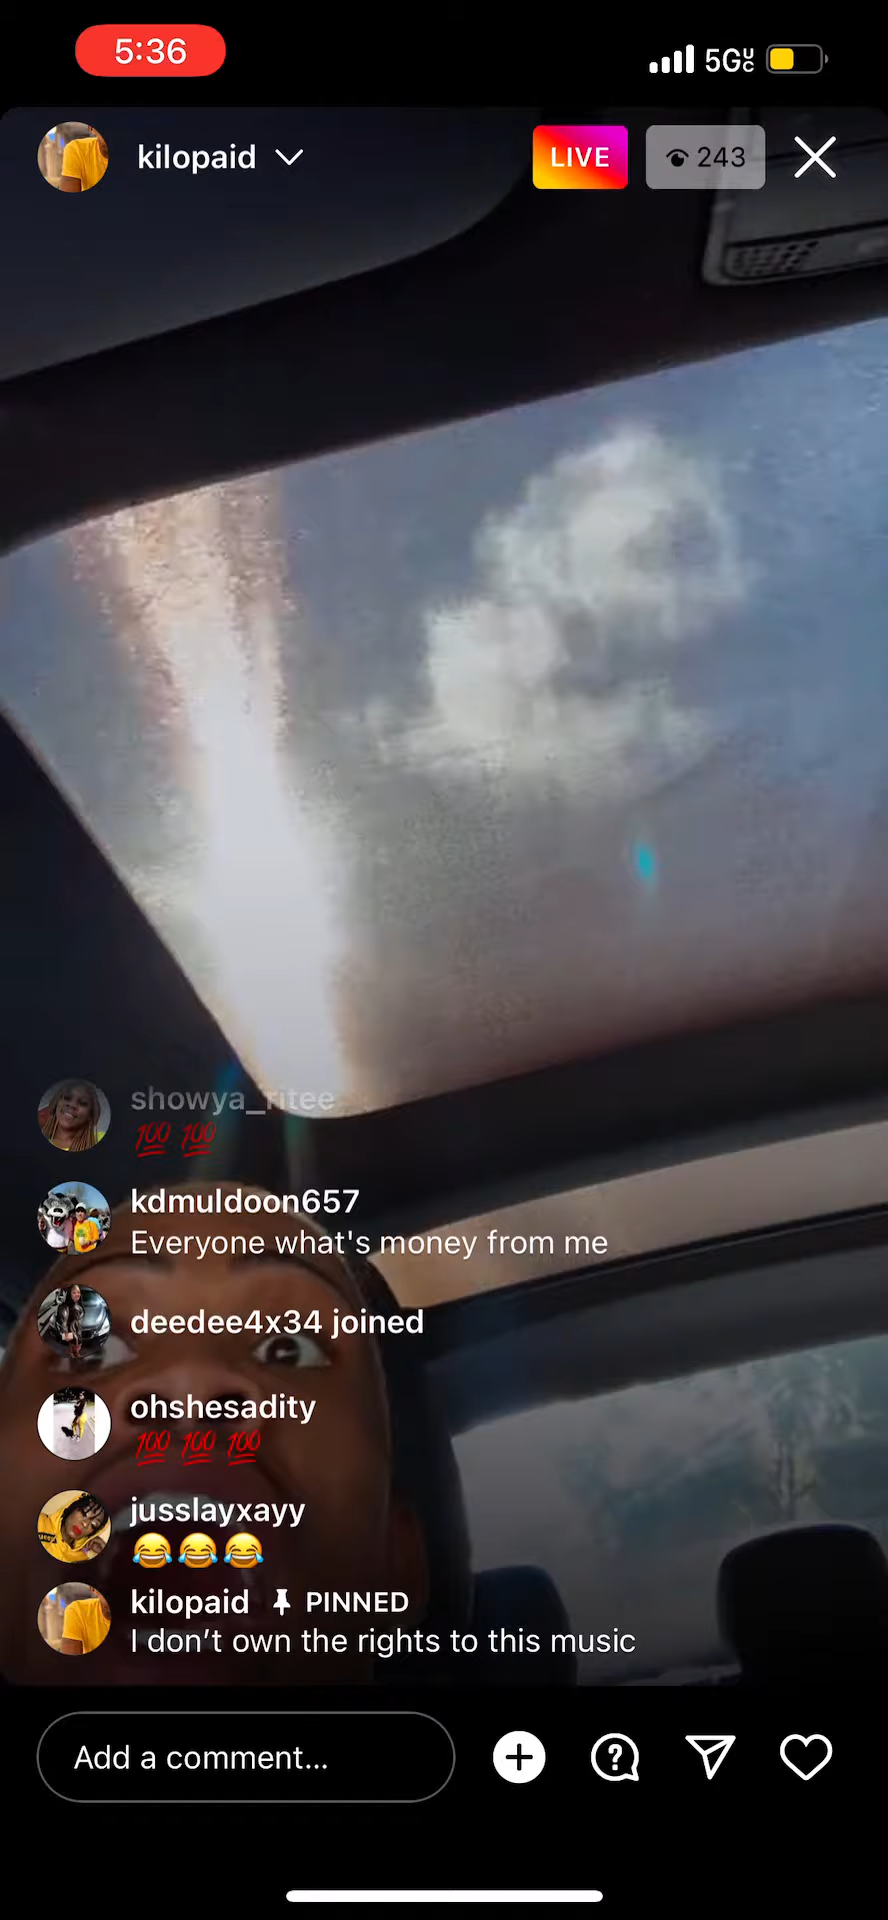 5:36
5G UC
kilopaid
LIVE
243
showya_ritee
💯 💯
kdmuldoon657
Everyone what's money from me
deedee4x34 joined
ohshesadity
💯 💯 💯
jusslayxayy
😂😂😂
kilopaid PINNED
I don't own the rights to this music
Add a comment...